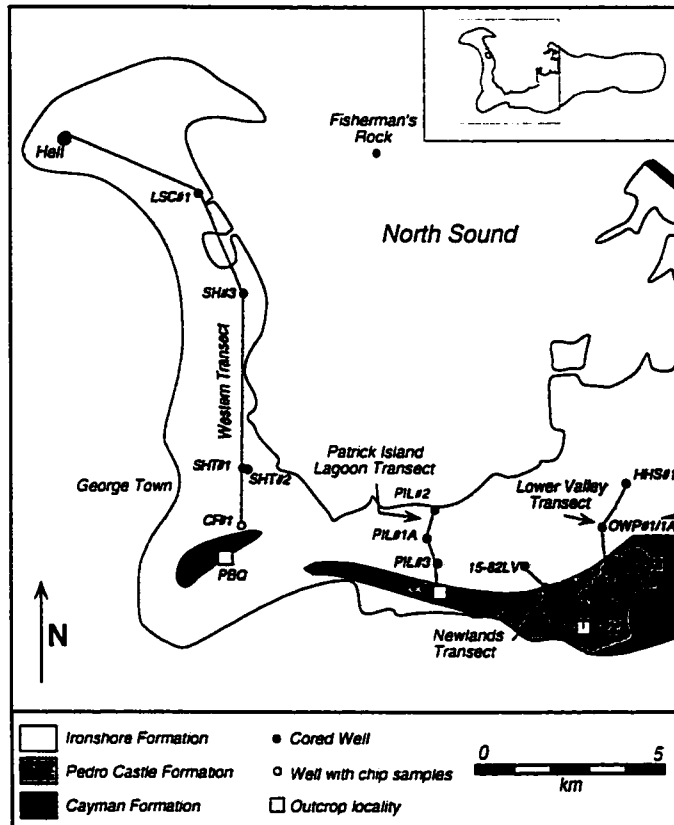 Fisherman's
Rock
Hell
LSC#1
North Sound
SH#3
Western Transect
Patrick Island
Lagoon Transect
SHT#1
SHT#2
George Town
PIL#2
Lower Valley
Transect
HHS#1
CF#1
PIL#1A
OWP#1/1A
PBQ
PIL#3
15-82LV
N
Newlands
Transect
Ironshore Formation
Cored Well
0
5
Pedro Castle Formation
Well with chip samples
km
Cayman Formation
Outcrop locality